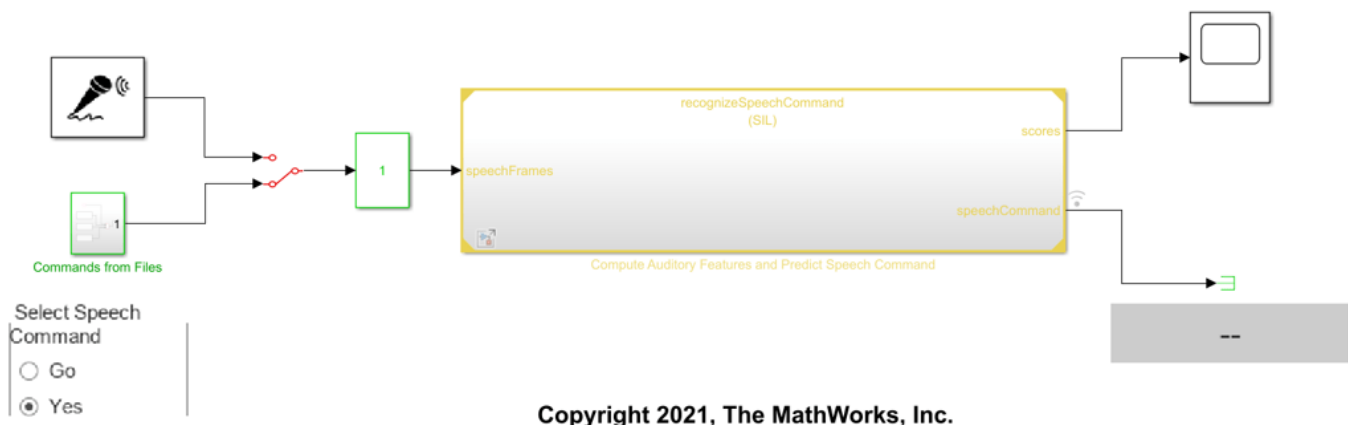 recognizeSpeechCommand
(SIL)
scores
1
speechFrames
speechCommand
1
Commands from Files
Compute Auditory Features and Predict Speech Command
Select Speech
Command
Go
Yes
--
Copyright 2021, The MathWorks, Inc.